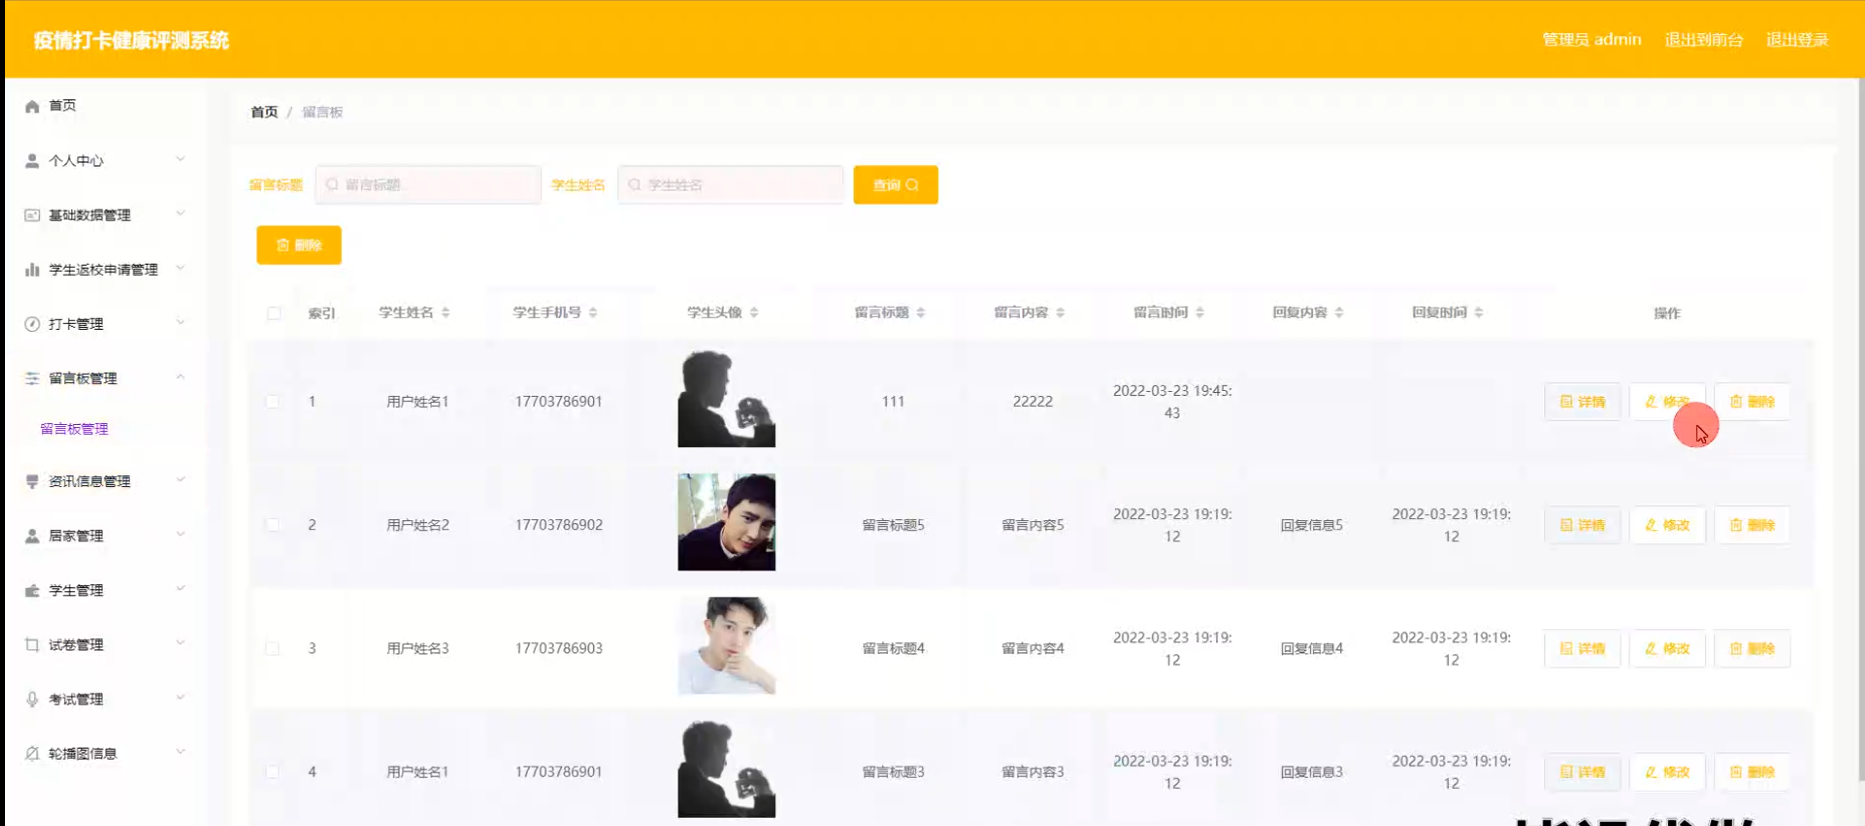 疫情打卡健康评测系统
管理员 admin 退出到前台 退出登录
首页
个人中心
基础数据管理
学生返校申请管理
打卡管理
留言板管理
留言板管理
资讯信息管理
居家管理
学生管理
试卷管理
考试管理
轮播图信息
首页 / 留言板
留言标题 留言标题 学生姓名 学生姓名 查询
删除
索引 学生姓名 学生手机号 学生头像 留言标题 留言内容 留言时间 回复内容 回复时间 操作
1 用户姓名1 17703786901 111 22222 2022-03-23 19:45:43 详情 修改 删除
2 用户姓名2 17703786902 留言标题5 留言内容5 2022-03-23 19:19:12 回复信息5 2022-03-23 19:19:12 详情 修改 删除
3 用户姓名3 17703786903 留言标题4 留言内容4 2022-03-23 19:19:12 回复信息4 2022-03-23 19:19:12 详情 修改 删除
4 用户姓名1 17703786901 留言标题3 留言内容3 2022-03-23 19:19:12 回复信息3 2022-03-23 19:19:12 详情 修改 删除